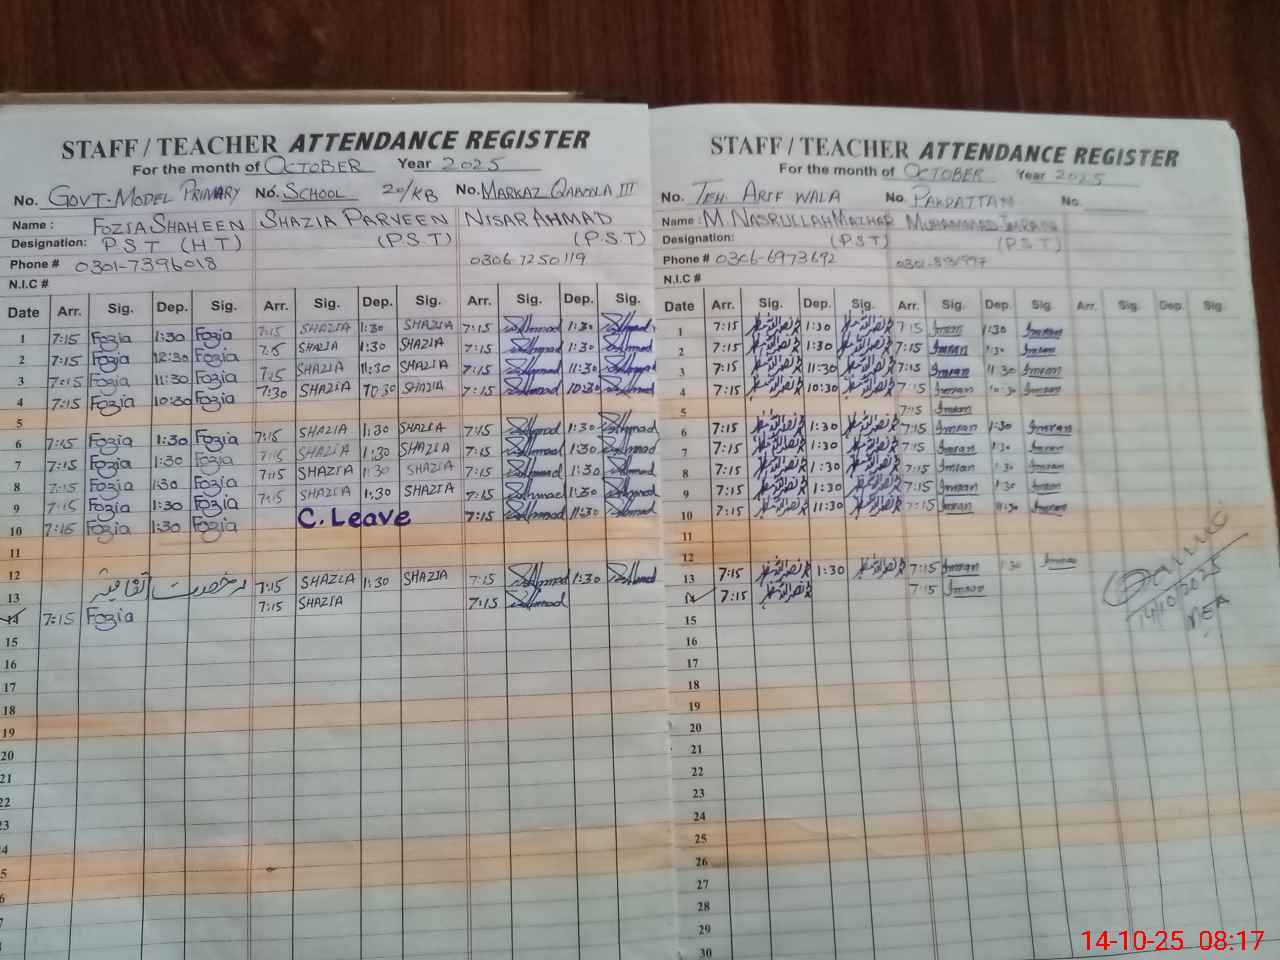 STAFF / TEACHER ATTENDANCE REGISTER
For the month of OCTOBER Year 2025
No. GOVT-MODEL PRIMARY No. SCHOOL 20/KB No. MARKAZ QABOOLA III
Name : FOZIA SHAHEEN SHAZIA PARVEEN NISAR AHMAD
Designation: P.S.T (H T) (P.S.T) (P.S.T)
Phone # 0301-7396018 0306-7250119
N.I.C #
Date Arr. Sig. Dep. Sig. Arr. Sig. Dep. Sig. Arr. Sig. Dep. Sig.
1 7:15 Fozia 1:30 Fozia 7:15 SHAZIA 1:30 SHAZIA 7:15 1:30
2 7:15 Fozia 12:30 Fozia SHAZIA 1:30 SHAZIA 7:15 1:30
3 7:15 Fozia 11:30 Fozia 7:15 SHAZIA 11:30 SHAZIA 7:15 11:30
4 7:15 Fozia 10:30 Fozia 7:30 SHAZIA 10:30 SHAZIA 7:15 10:30
5
6 7:15 Fozia 1:30 Fozia 7:15 SHAZIA 1:30 SHAZIA 7:15 1:30
7 7:15 Fozia 1:30 Fozia 7:15 SHAZIA 1:30 SHAZIA 7:15 1:30
8 7:15 Fozia 1:30 Fozia 7:15 SHAZIA 1:30 SHAZIA 7:15 1:30
9 7:15 Fozia 1:30 Fozia 7:15 SHAZIA 1:30 SHAZIA 7:15 1:30
10 Fozia 1:30 Fozia C. Leave 7:15 11:30
11
12
13 رخصت اتفاقیہ 7:15 SHAZIA 1:30 SHAZIA 7:15 1:30
14 7:15 Fozia 7:15 SHAZIA 7:15
15
16
17
18
19
20
21
22
23
STAFF / TEACHER ATTENDANCE REGISTER
For the month of OCTOBER Year 2025
No. TEH ARIF WALA No. PAKPATTAN No.
Name : M NASRULLAH MAZHAR MUHAMMAD IMRAN
Designation: (P.S.T) (P.S.T)
Phone # 0306-6973692
N.I.C #
Date Arr. Sig. Dep. Sig. Arr. Sig. Dep. Sig. Arr. Sig. Dep. Sig.
1 7:15 1:30 7:15 Imran 1:30 Imran
2 7:15 1:30 7:15 Imran 1:30 Imran
3 7:15 11:30 7:15 Imran 11:30 Imran
4 7:15 10:30 7:15 Imran 10:30 Imran
5 7:15 Imran
6 7:15 1:30 7:15 Imran 1:30 Imran
7 7:15 1:30 7:15 Imran 1:30 Imran
8 7:15 1:30 7:15 Imran 1:30 Imran
9 7:15 1:30 7:15 Imran 1:30 Imran
10 7:15 11:30 7:15 Imran 11:30 Imran
11
12
13 7:15 1:30 7:15 Imran 1:30 Imran
14 7:15 7:15 Imran
14/10/2025
15
16
17
18
19
20
21
22
23
24
25
26
27
28
29
30
14-10-25 08:17